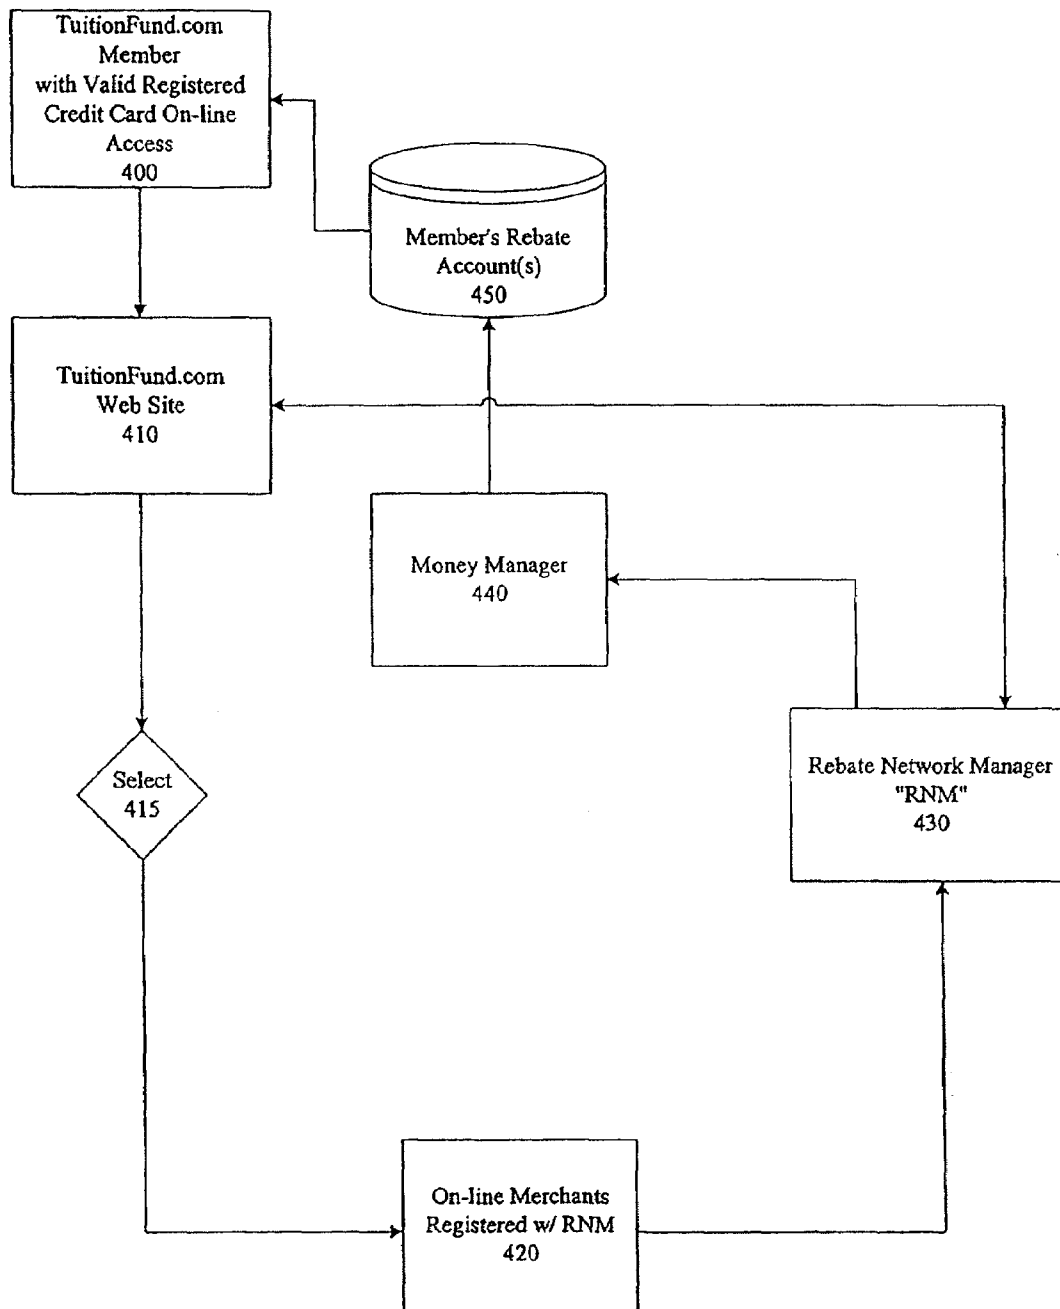 TuitionFund.com
Member
with Valid Registered
Credit Card On-line
Access
400
Member's Rebate
Account(s)
450
TuitionFund.com
Web Site
410
Money Manager
440
Select
415
Rebate Network Manager
"RNM"
430
On-line Merchants
Registered w/ RNM
420